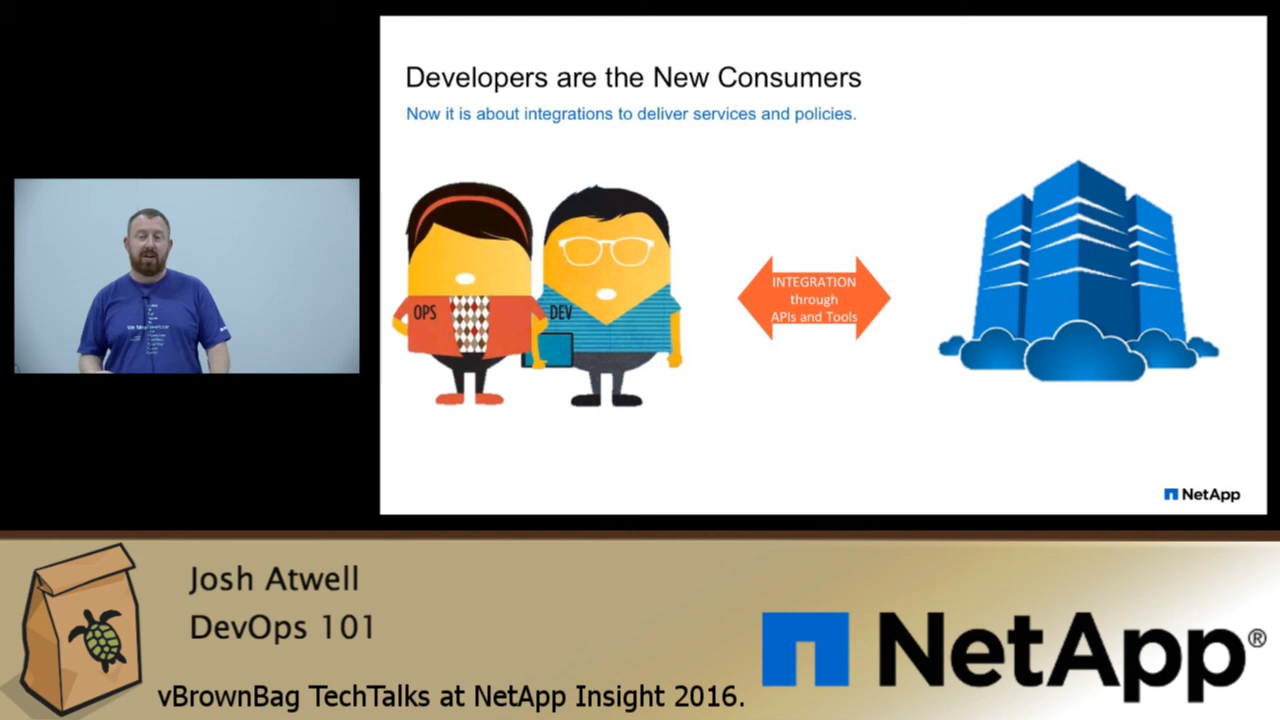 Developers are the New Consumers
Now it is about integrations to deliver services and policies.
OPS
DEV
INTEGRATION
through
APIs and Tools
NetApp
Josh Atwell
DevOps 101
vBrownBag TechTalks at NetApp Insight 2016.
NetApp®